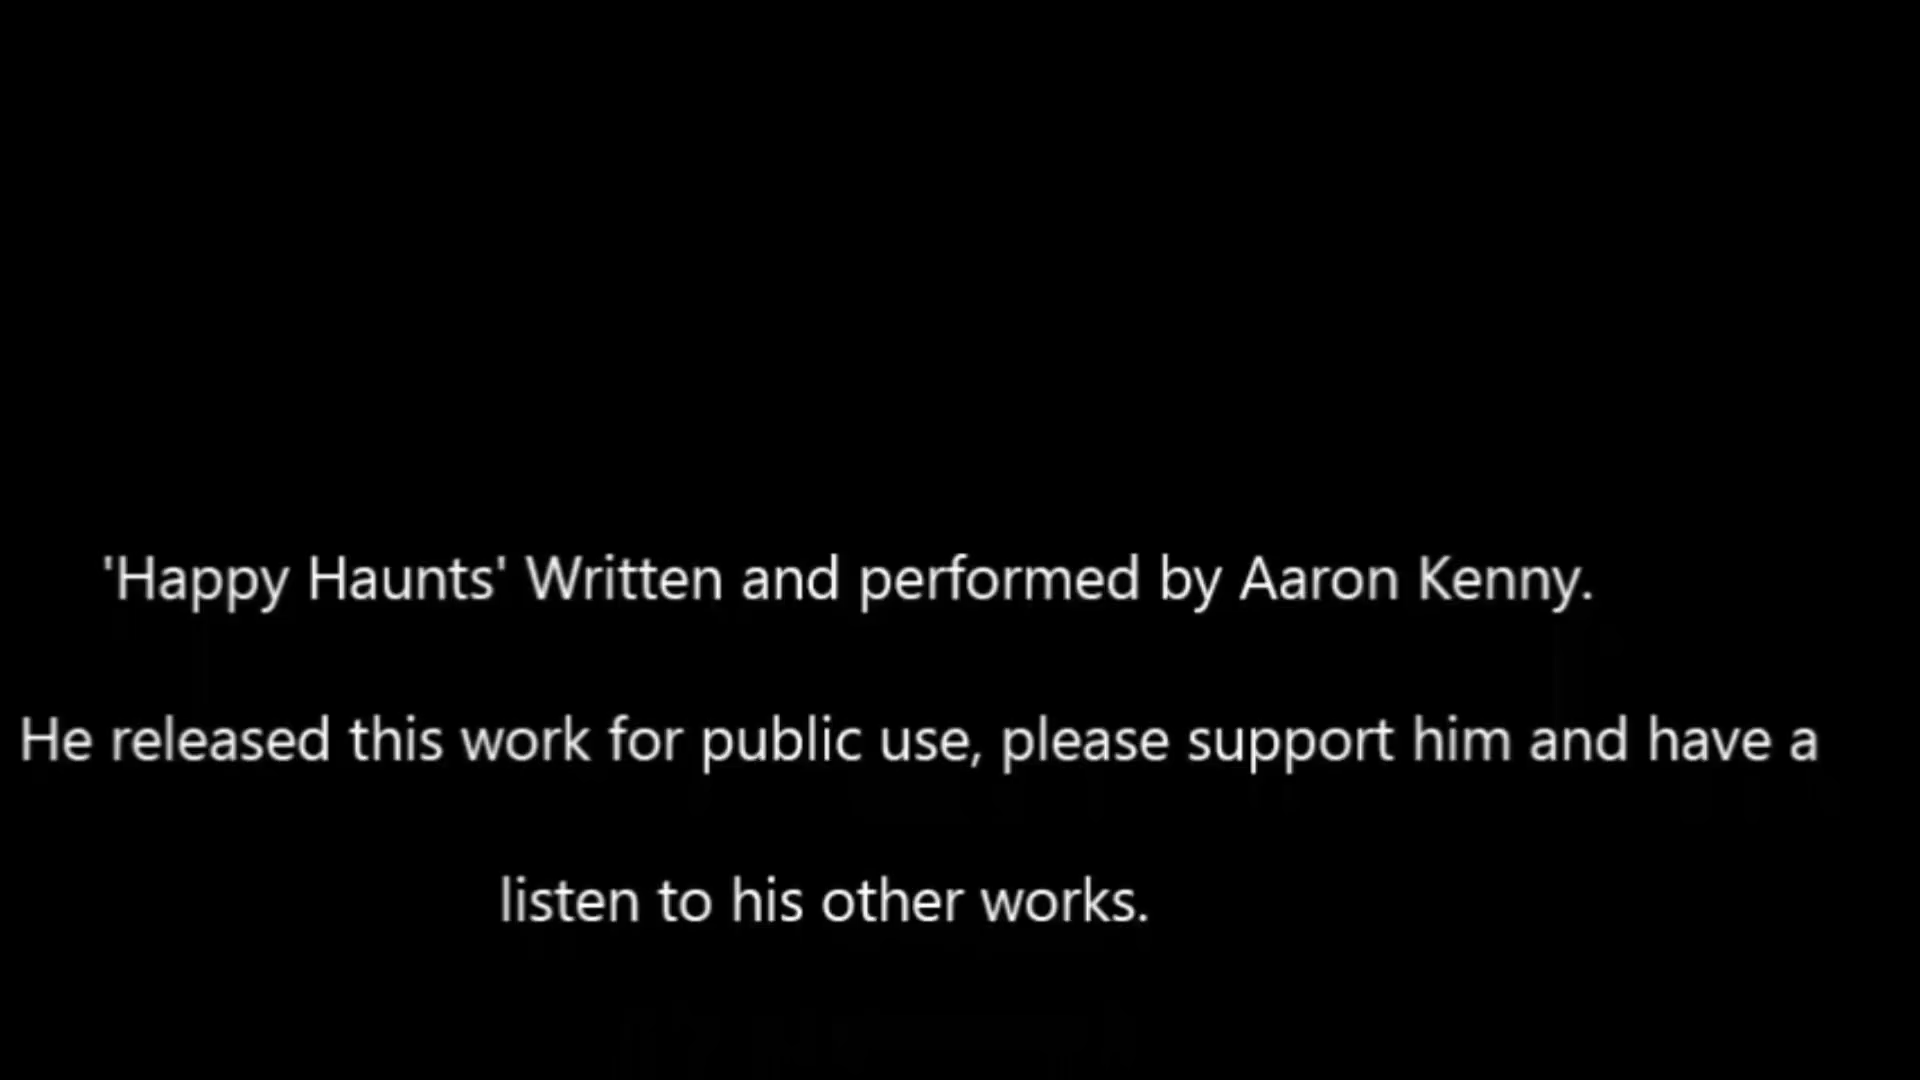 'Happy Haunts' Written and performed by Aaron Kenny.
He released this work for public use, please support him and have a
listen to his other works.